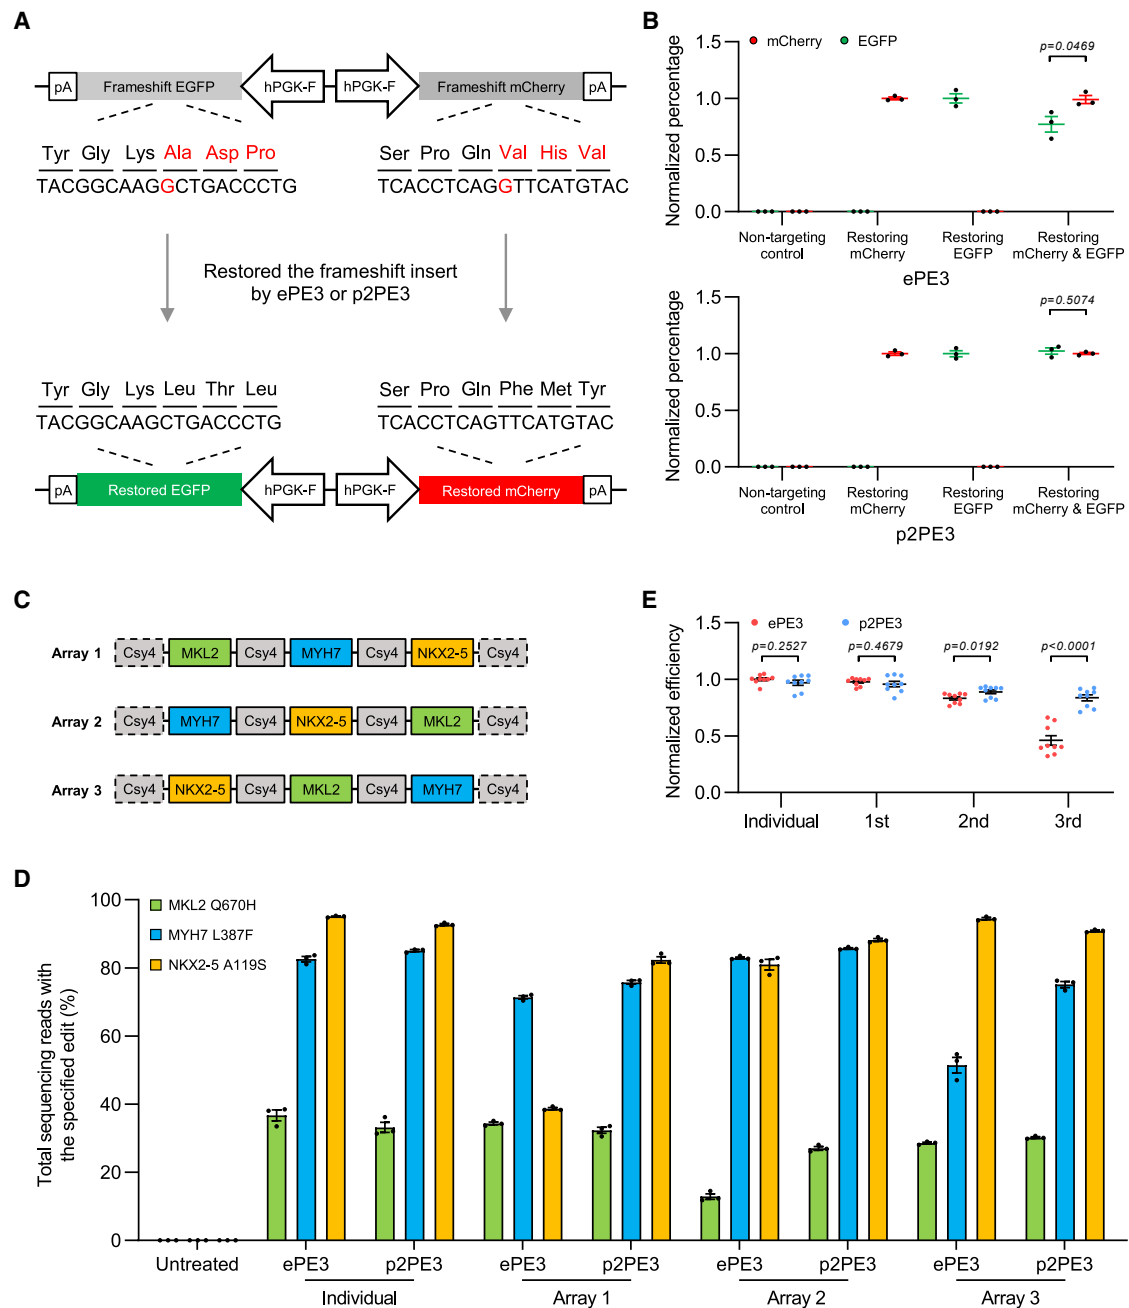 A
pA Frameshift EGFP hPGK-F hPGK-F Frameshift mCherry pA
Tyr Gly Lys Ala Asp Pro
TACGGCAAGGCTGACCCTG
Ser Pro Gln Val His Val
TCACCTCAGGTTCATGTAC
Restored the frameshift insert
by ePE3 or p2PE3
Tyr Gly Lys Leu Thr Leu
TACGGCAAGCTGACCCTG
Ser Pro Gln Phe Met Tyr
TCACCTCAGTTCATGTAC
pA Restored EGFP hPGK-F hPGK-F Restored mCherry pA
B
mCherry EGFP
p=0.0469
Normalized percentage
1.5
1.0
0.5
0.0
Non-targeting control
Restoring mCherry
Restoring EGFP
Restoring mCherry & EGFP
ePE3
p=0.5074
Normalized percentage
1.5
1.0
0.5
0.0
Non-targeting control
Restoring mCherry
Restoring EGFP
Restoring mCherry & EGFP
p2PE3
C
Array 1 Csy4 MKL2 Csy4 MYH7 Csy4 NKX2-5 Csy4
Array 2 Csy4 MYH7 Csy4 NKX2-5 Csy4 MKL2 Csy4
Array 3 Csy4 NKX2-5 Csy4 MKL2 Csy4 MYH7 Csy4
E
ePE3 p2PE3
p=0.2527 p=0.4679 p=0.0192 p<0.0001
Normalized efficiency
1.5
1.0
0.5
0.0
Individual 1st 2nd 3rd
D
MKL2 Q670H
MYH7 L387F
NKX2-5 A119S
Total sequencing reads with
the specified edit (%)
100
80
60
40
20
0
Untreated ePE3 p2PE3 ePE3 p2PE3 ePE3 p2PE3 ePE3 p2PE3
Individual Array 1 Array 2 Array 3